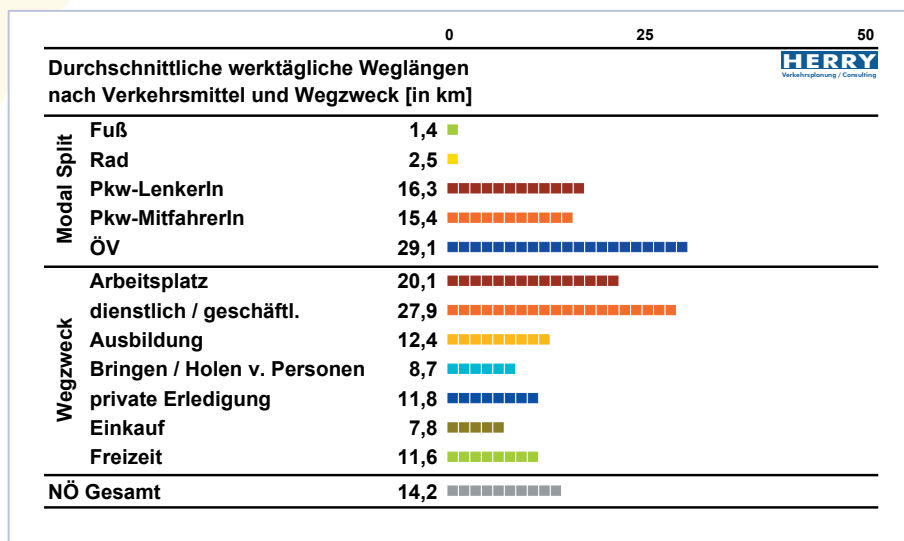 0 25 50
Durchschnittliche werktägliche Weglängen
nach Verkehrsmittel und Wegzweck [in km]
HERRY
Verkehrsplanung / Consulting
Modal Split
Fuß 1,4
Rad 2,5
Pkw-LenkerIn 16,3
Pkw-MitfahrerIn 15,4
ÖV 29,1
Wegzweck
Arbeitsplatz 20,1
dienstlich / geschäftl. 27,9
Ausbildung 12,4
Bringen / Holen v. Personen 8,7
private Erledigung 11,8
Einkauf 7,8
Freizeit 11,6
NÖ Gesamt 14,2